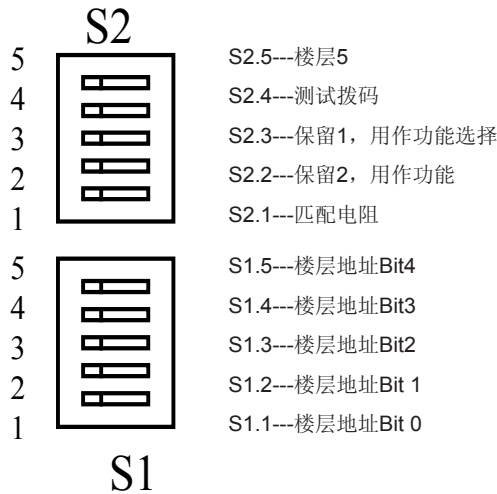 S2
5 S2.5---楼层5
4 S2.4---测试拨码
3 S2.3---保留1，用作功能选择
2 S2.2---保留2，用作功能
1 S2.1---匹配电阻
5 S1.5---楼层地址Bit4
4 S1.4---楼层地址Bit3
3 S1.3---楼层地址Bit2
2 S1.2---楼层地址Bit 1
1 S1.1---楼层地址Bit 0
S1